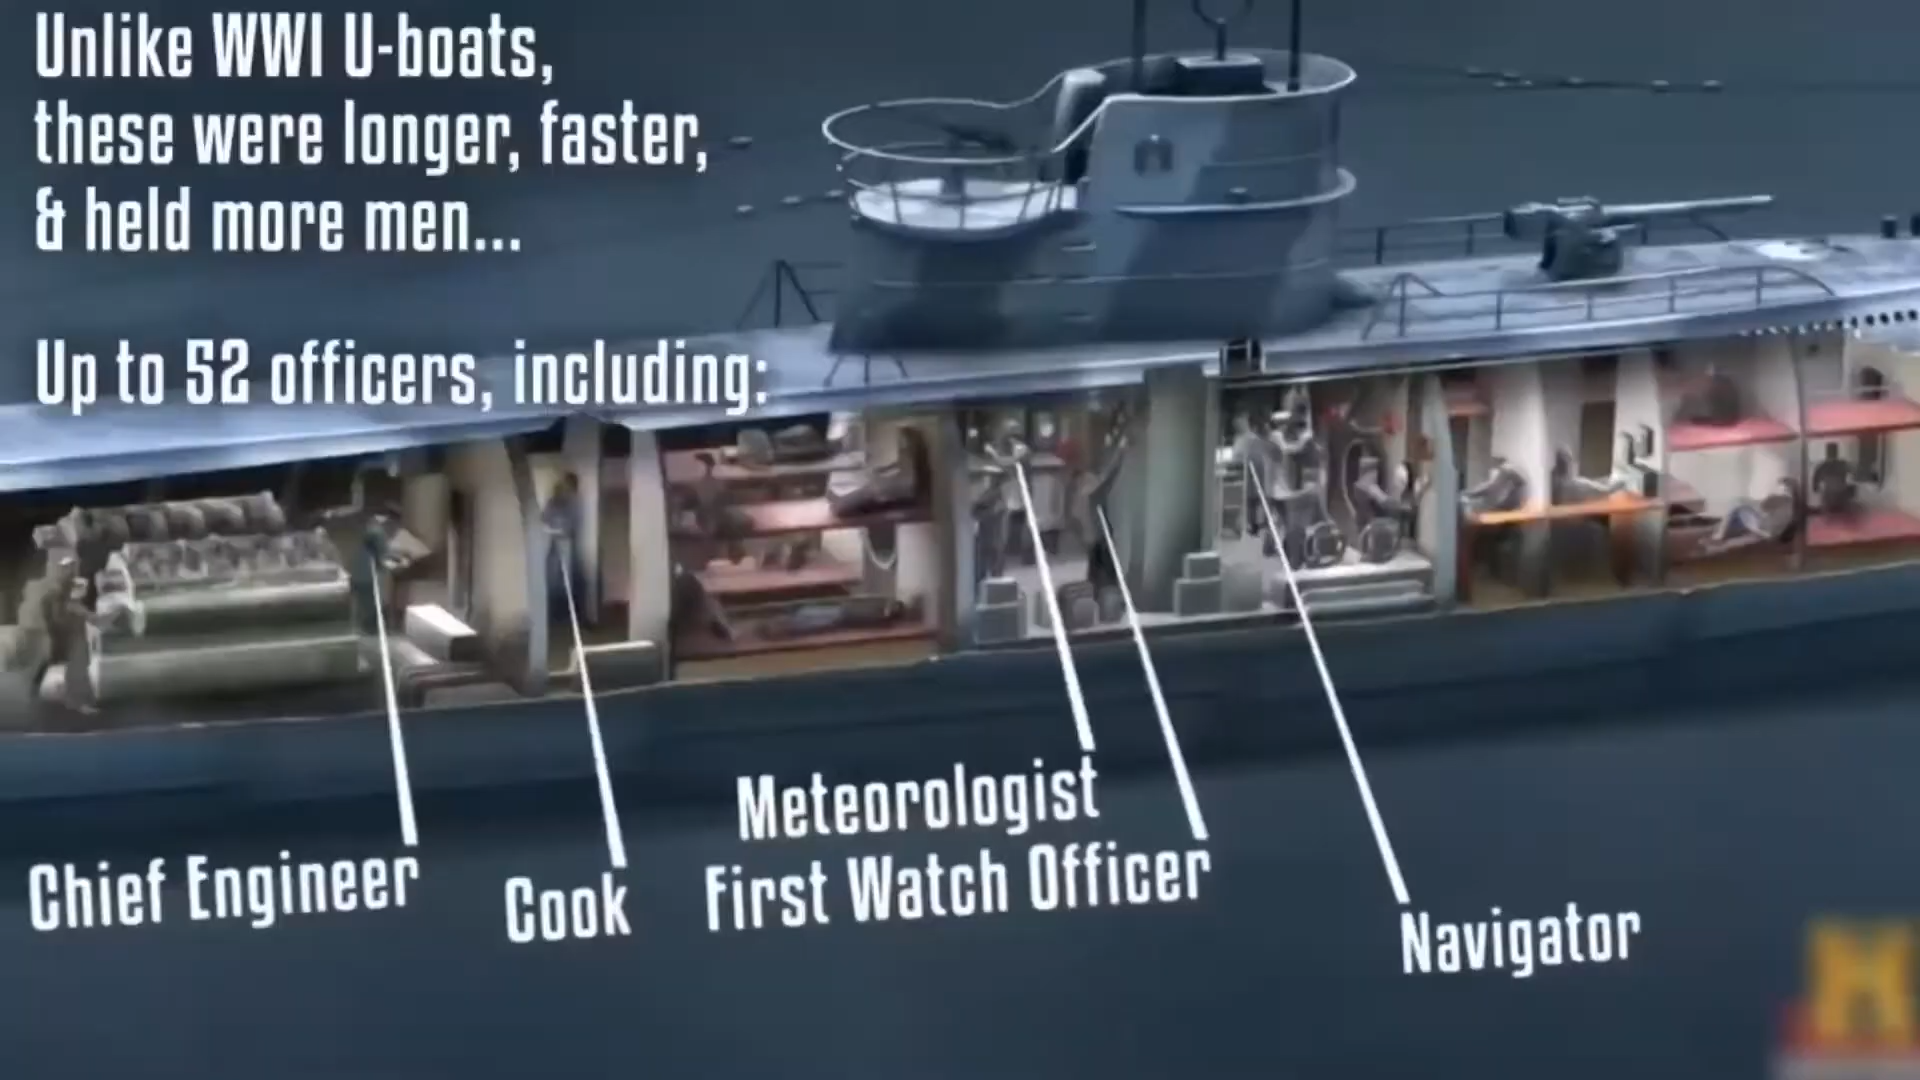 Unlike WWI U-boats,
these were longer, faster,
& held more men...
Up to 52 officers, including:
Chief Engineer
Cook
Meteorologist
First Watch Officer
Navigator